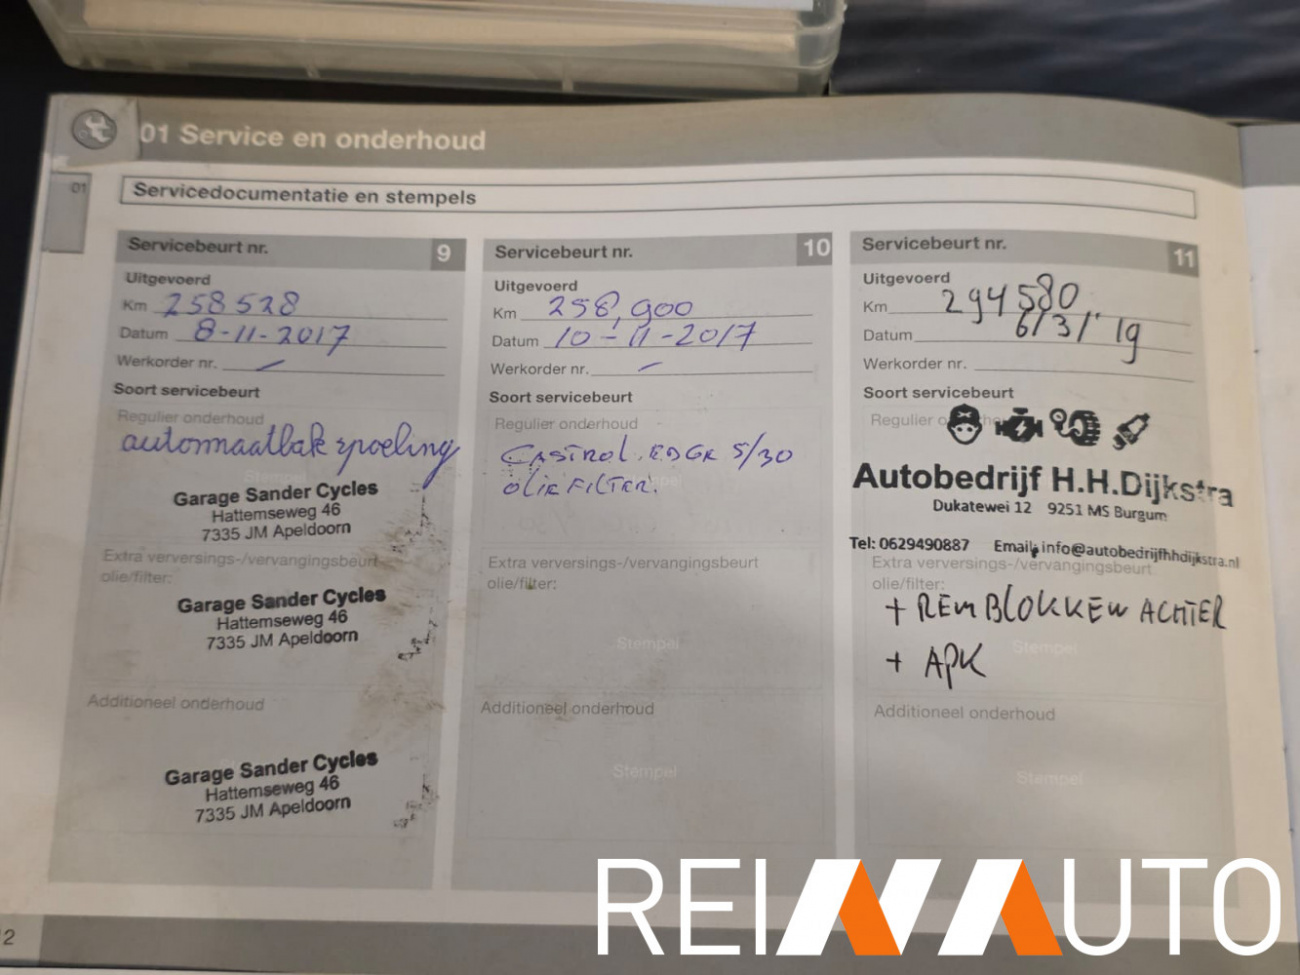 01 Service en onderhoud
01
Servicedocumentatie en stempels
Servicebeurt nr. 9
Uitgevoerd
Km 258528
Datum 8-11-2017
Werkorder nr. —
Soort servicebeurt
Regulier onderhoud
automaatbak spoeling
Garage Sander Cycles
Hattemseweg 46
7335 JM Apeldoorn
Extra verversings-/vervangingsbeurt
olie/filter:
Garage Sander Cycles
Hattemseweg 46
7335 JM Apeldoorn
Additioneel onderhoud
Garage Sander Cycles
Hattemseweg 46
7335 JM Apeldoorn
Servicebeurt nr. 10
Uitgevoerd
Km 258,900
Datum 10-11-2017
Werkorder nr. —
Soort servicebeurt
Regulier onderhoud
CASTROL EDGE 5/30
OLIEFILTER.
Extra verversings-/vervangingsbeurt
olie/filter:
Stempel
Additioneel onderhoud
Stempel
Servicebeurt nr. 11
Uitgevoerd
Km 294580
Datum 6/3/'19
Werkorder nr.
Soort servicebeurt
Regulier
Autobedrijf H.H.Dijkstra
Dukatewei 12 9251 MS Burgum
Tel: 0629490887 Email: info@autobedrijfhhdijkstra.nl
Extra verversings-/vervangingsbeurt
olie/filter:
+ REMBLOKKEN ACHTER
Stempel
+ APK
Additioneel onderhoud
Stempel
2
REINAUTO